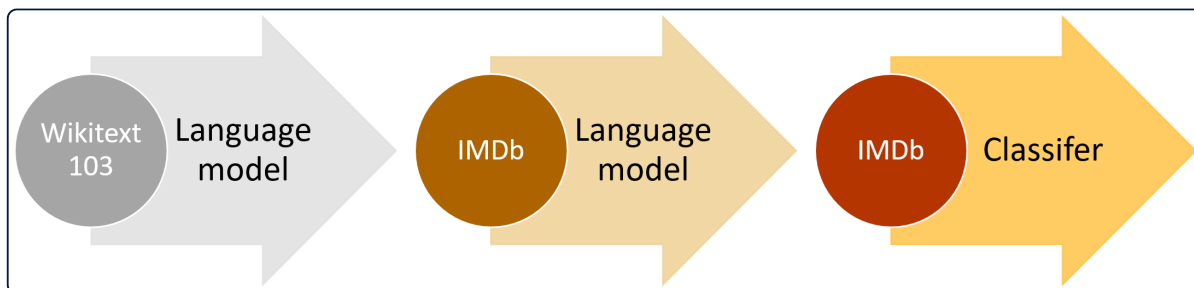 Wikitext
103
Language
model
IMDb
Language
model
IMDb
Classifer